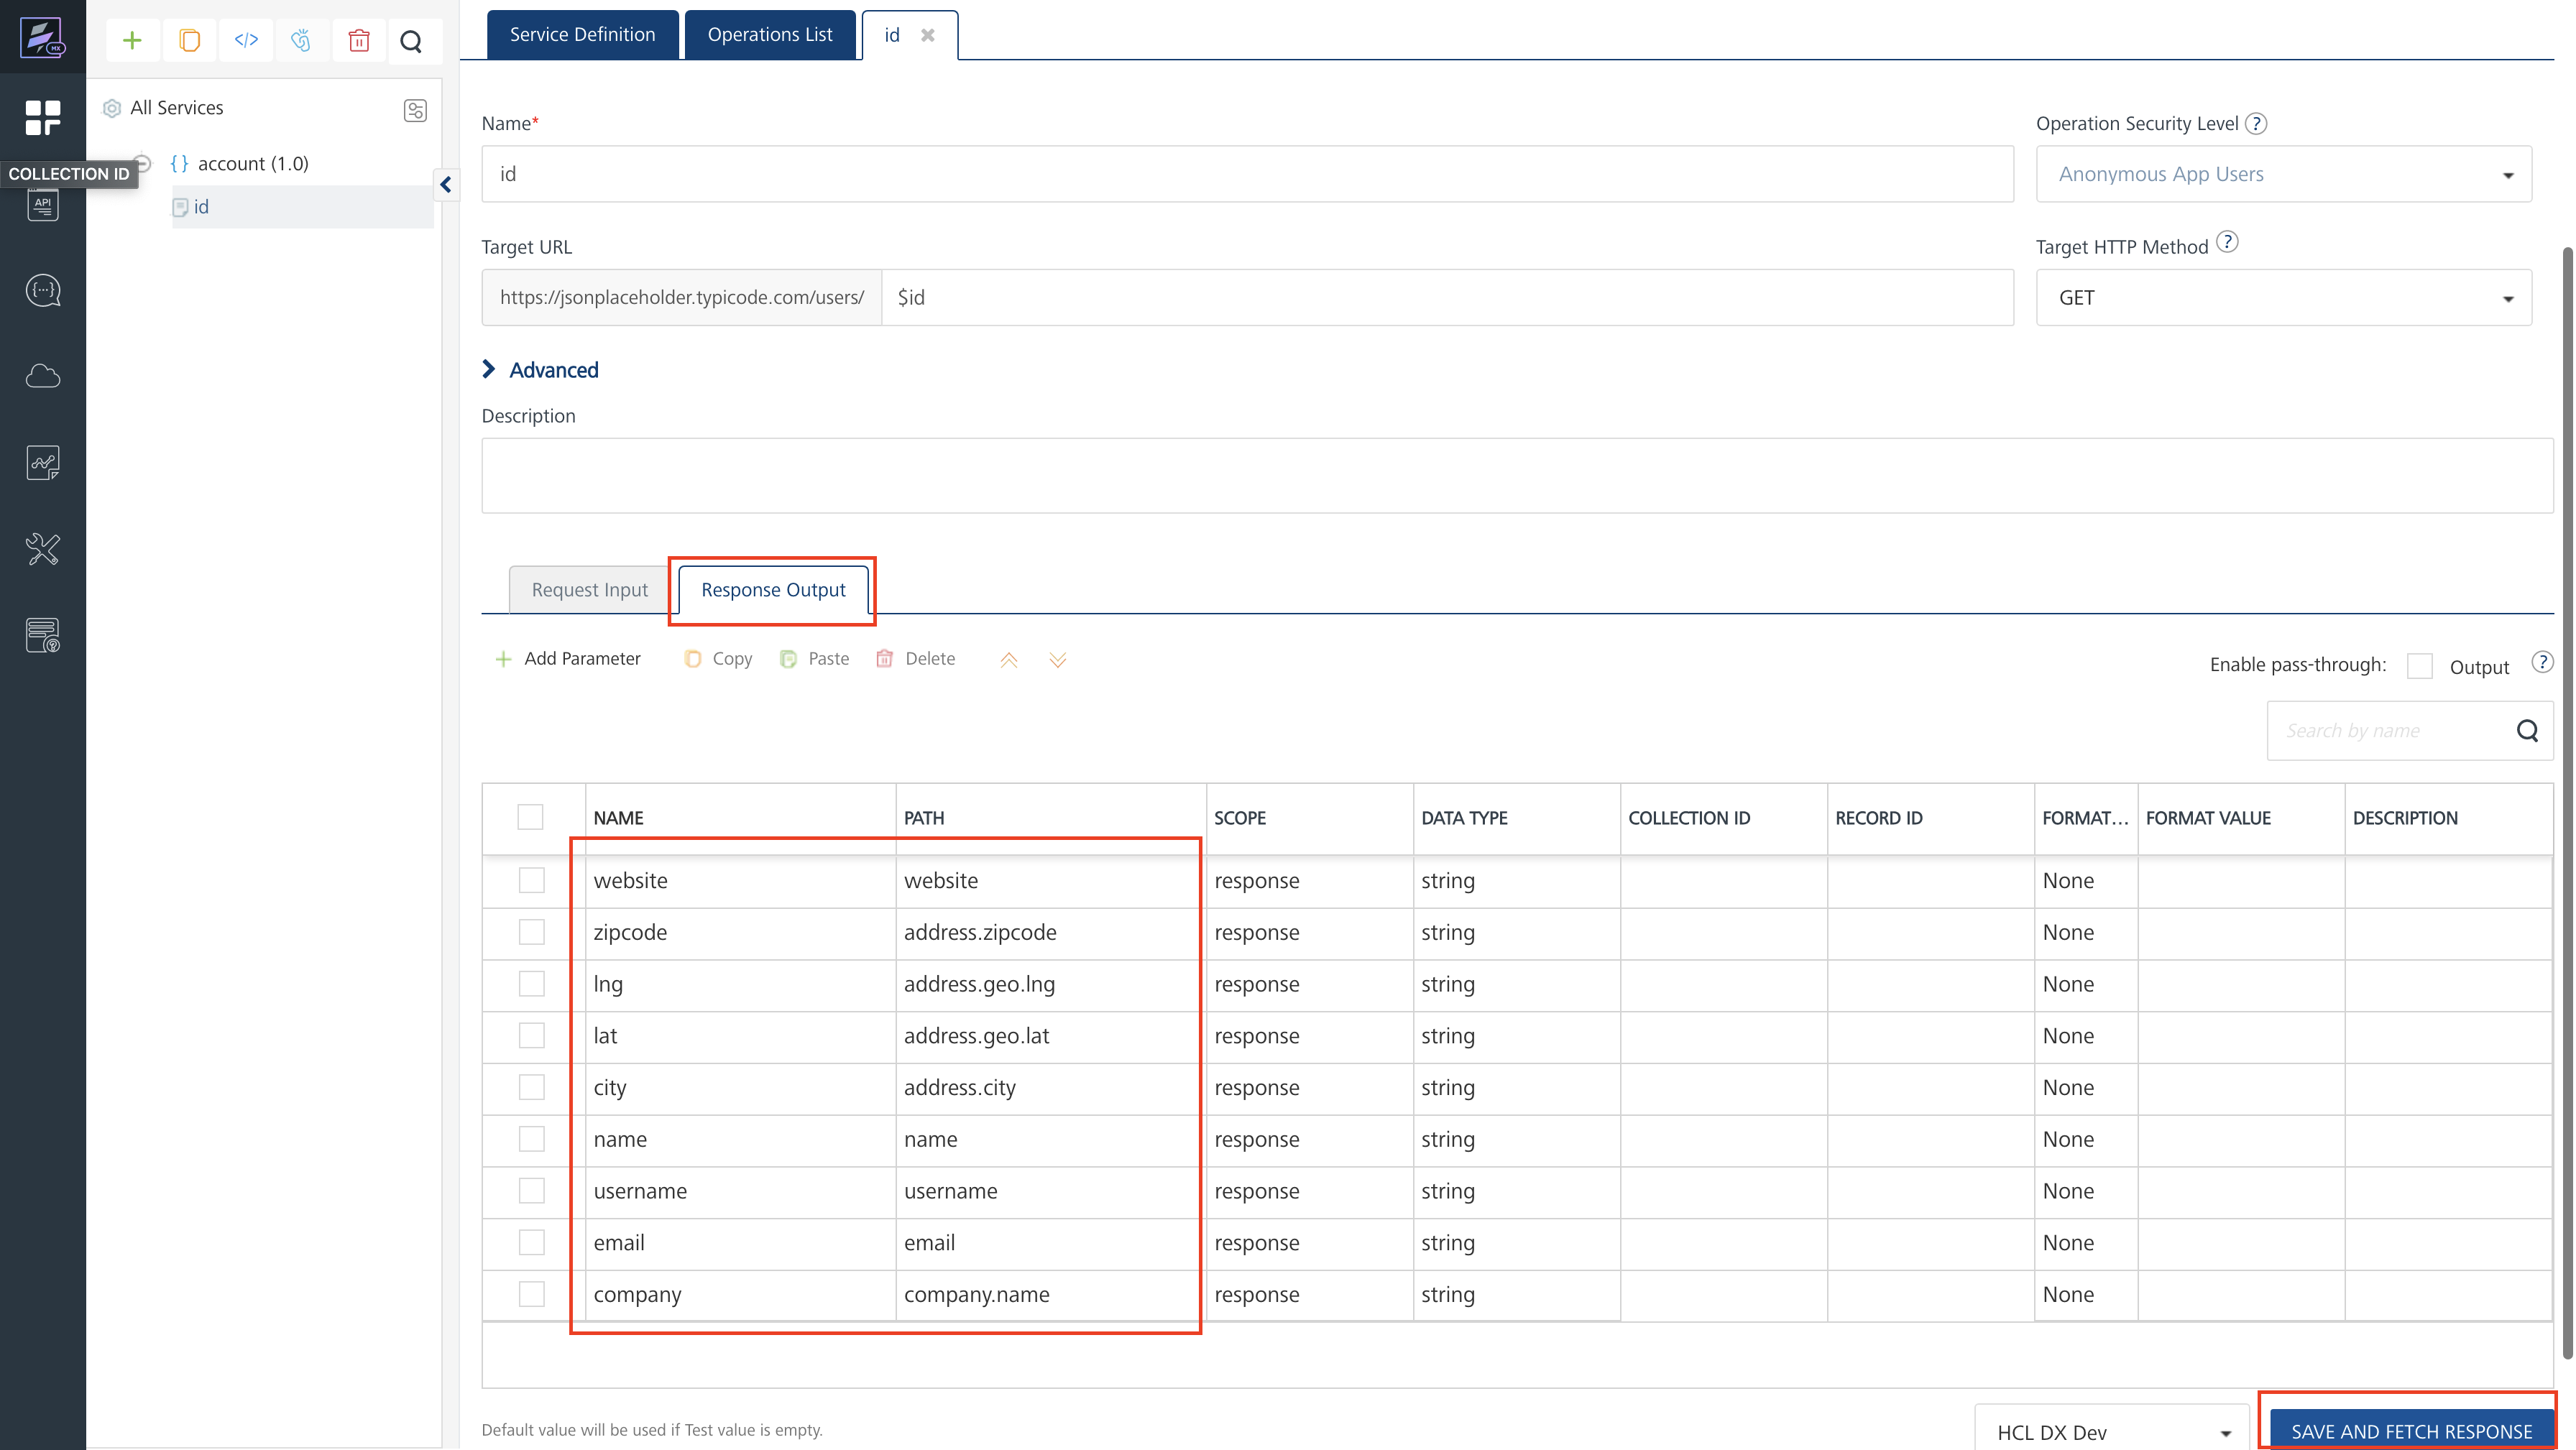 Service Definition
Operations List
id
All Services
account (1.0)
COLLECTION ID
API
id
Name*
id
Operation Security Level ?
Anonymous App Users
Target URL
https://jsonplaceholder.typicode.com/users/
$id
Target HTTP Method ?
GET
Advanced
Description
Request Input
Response Output
Add Parameter
Copy
Paste
Delete
Enable pass-through:
Output ?
Search by name
NAME PATH SCOPE DATA TYPE COLLECTION ID RECORD ID FORMAT... FORMAT VALUE DESCRIPTION
website website response string None
zipcode address.zipcode response string None
lng address.geo.lng response string None
lat address.geo.lat response string None
city address.city response string None
name name response string None
username username response string None
email email response string None
company company.name response string None
Default value will be used if Test value is empty.
HCL DX Dev
SAVE AND FETCH RESPONSE